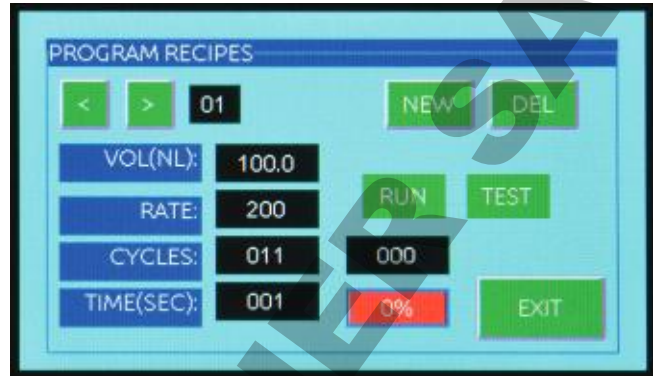 PROGRAM RECIPES
< > 01 NEW DEL
VOL(NL): 100.0
RUN TEST
RATE: 200
CYCLES: 011 000
TIME(SEC): 001 0% EXIT